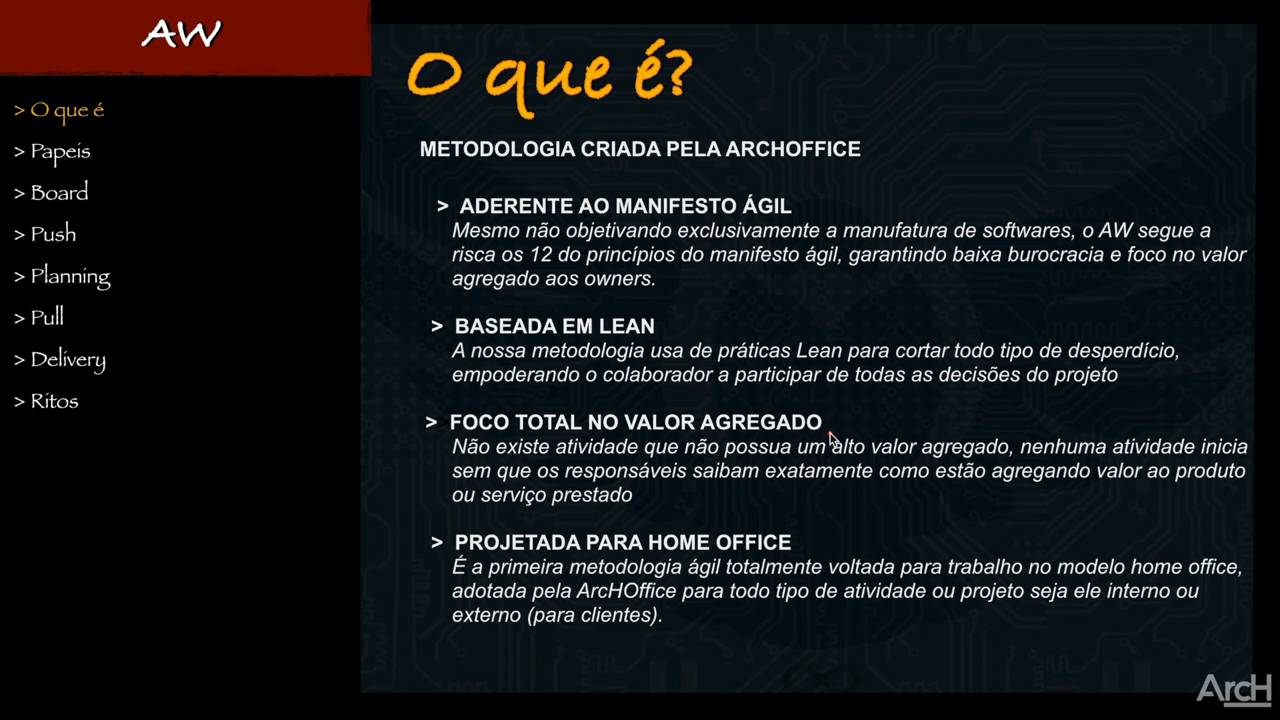 AW
> O que é
> Papeis
> Board
> Push
> Planning
> Pull
> Delivery
> Ritos
O que é?
METODOLOGIA CRIADA PELA ARCHOFFICE
> ADERENTE AO MANIFESTO ÁGIL
Mesmo não objetivando exclusivamente a manufatura de softwares, o AW segue a
risca os 12 do princípios do manifesto ágil, garantindo baixa burocracia e foco no valor
agregado aos owners.
> BASEADA EM LEAN
A nossa metodologia usa de práticas Lean para cortar todo tipo de desperdício,
empoderando o colaborador a participar de todas as decisões do projeto
> FOCO TOTAL NO VALOR AGREGADO
Não existe atividade que não possua um alto valor agregado, nenhuma atividade inicia
sem que os responsáveis saibam exatamente como estão agregando valor ao produto
ou serviço prestado
> PROJETADA PARA HOME OFFICE
É a primeira metodologia ágil totalmente voltada para trabalho no modelo home office,
adotada pela ArcHOffice para todo tipo de atividade ou projeto seja ele interno ou
externo (para clientes).
ArcH